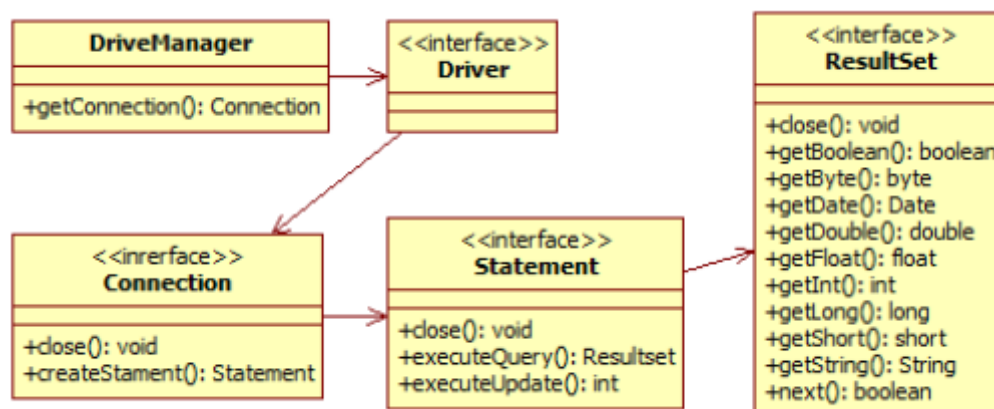 DriveManager
+getConnection(): Connection
<<interface>>
Driver
<<inrerface>>
Connection
+close(): void
+createStament(): Statement
<<interface>>
Statement
+close(): void
+executeQuery(): Resultset
+executeUpdate(): int
<<interface>>
ResultSet
+close(): void
+getBoolean(): boolean
+getByte(): byte
+getDate(): Date
+getDouble(): double
+getFloat(): float
+getInt(): int
+getLong(): long
+getShort(): short
+getString(): String
+next(): boolean